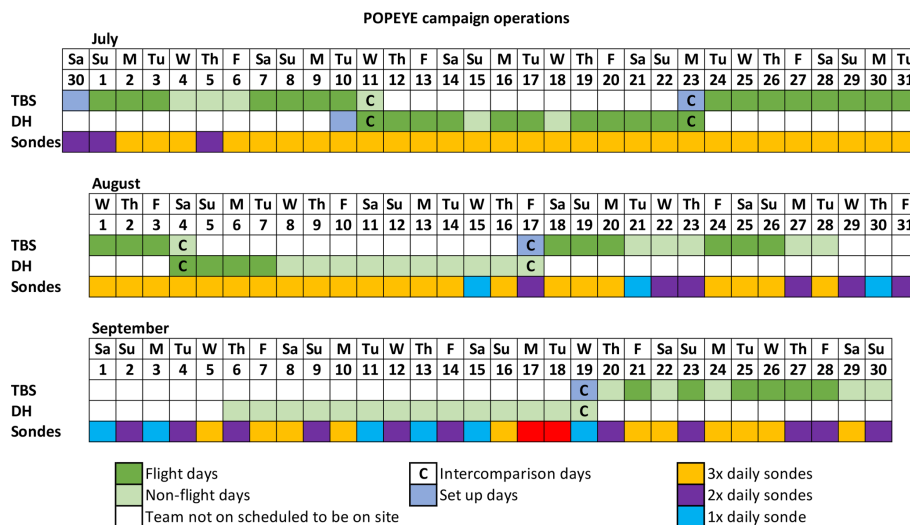 POPEYE campaign operations
July
Sa Su M Tu W Th F Sa Su M Tu W Th F Sa Su M Tu W Th F Sa Su M Tu W Th F Sa Su M Tu
30 1 2 3 4 5 6 7 8 9 10 11 12 13 14 15 16 17 18 19 20 21 22 23 24 25 26 27 28 29 30 31
TBS C C
DH C C
Sondes
August
W Th F Sa Su M Tu W Th F Sa Su M Tu W Th F Sa Su M Tu W Th F Sa Su M Tu W Th F
1 2 3 4 5 6 7 8 9 10 11 12 13 14 15 16 17 18 19 20 21 22 23 24 25 26 27 28 29 30 31
TBS C C
DH C C
Sondes
September
Sa Su M Tu W Th F Sa Su M Tu W Th F Sa Su M Tu W Th F Sa Su M Tu W Th F Sa Su
1 2 3 4 5 6 7 8 9 10 11 12 13 14 15 16 17 18 19 20 21 22 23 24 25 26 27 28 29 30
TBS C
DH C
Sondes
Flight days C Intercomparison days 3x daily sondes
Non-flight days Set up days 2x daily sondes
Team not on scheduled to be on site 1x daily sonde